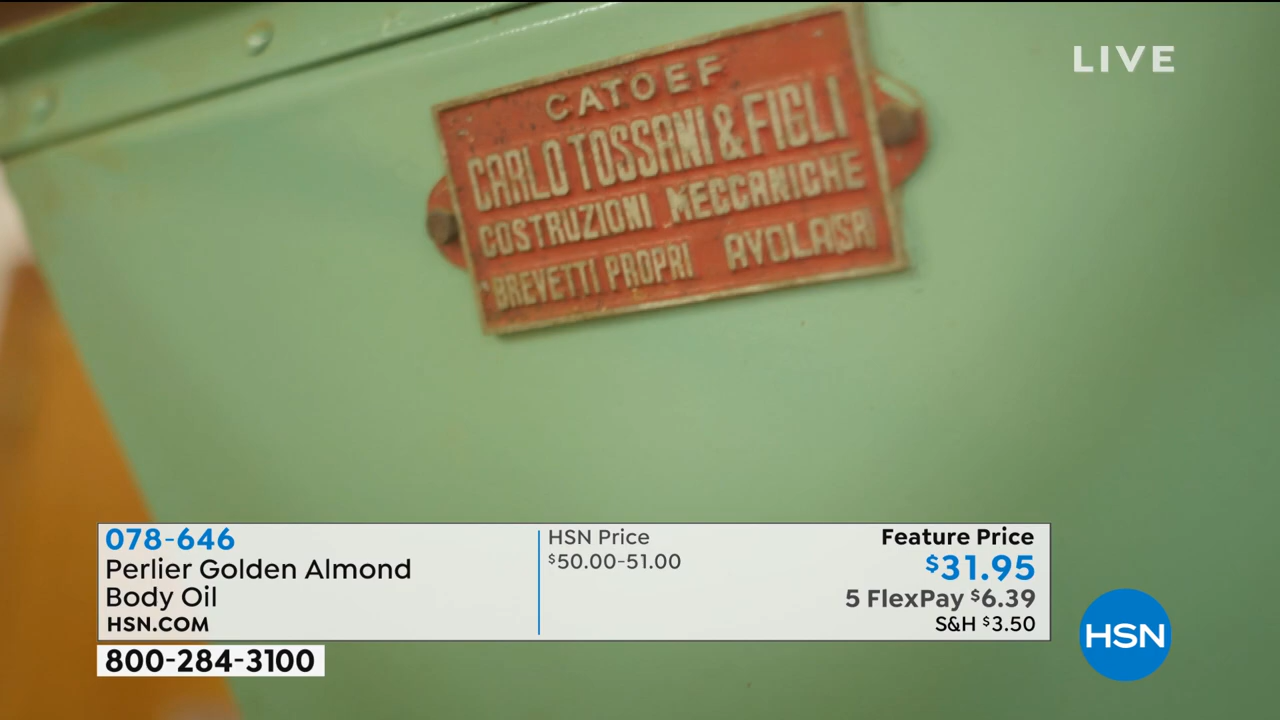 LIVE
CATOEF
CARLO TOSSANI & FIGLI
COSTRUZIONI MECCANICHE
BREVETTI PROPRI AVOLA(SR)
078-646
Perlier Golden Almond
Body Oil
HSN.COM
800-284-3100
HSN Price
$50.00-51.00
Feature Price
$31.95
5 FlexPay $6.39
S&H $3.50
HSN